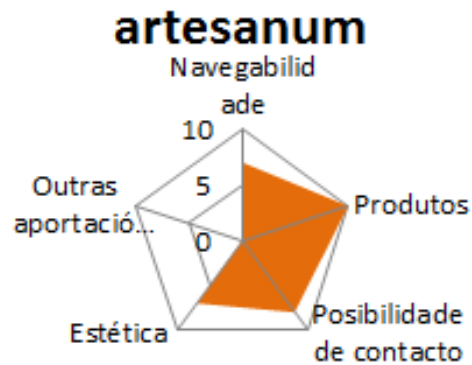 artesanum
Navegabilid
ade
10
5
0
Produtos
Posibilidade
de contacto
Estética
Outras
aportació...